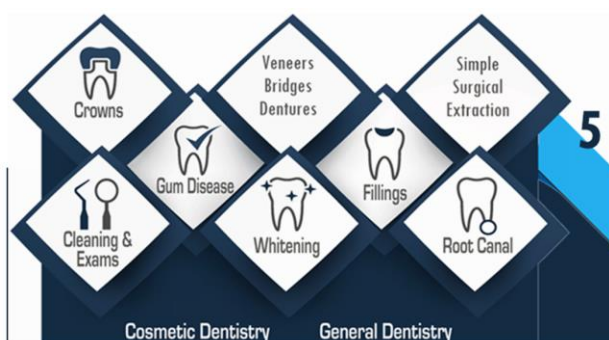 Crowns
Veneers
Bridges
Dentures
Simple
Surgical
Extraction
5
Gum Disease
Fillings
Cleaning &
Exams
Whitening
Root Canal
Cosmetic Dentistry
General Dentistry